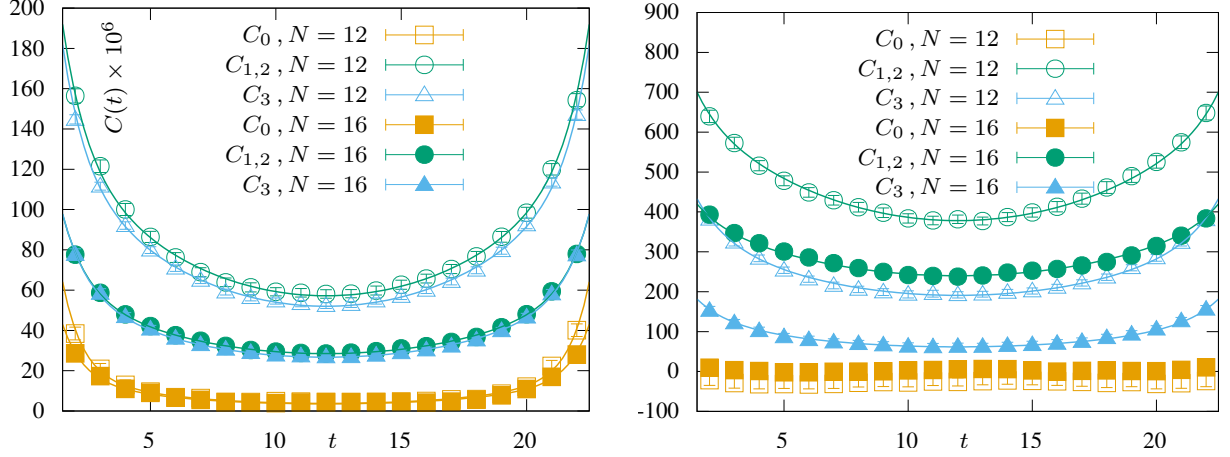 200
180
160
140
120
100
80
60
40
20
0
C(t) × 10^6
C_0 , N = 12
C_{1,2} , N = 12
C_3 , N = 12
C_0 , N = 16
C_{1,2} , N = 16
C_3 , N = 16
5 10 t 15 20
900
800
700
600
500
400
300
200
100
0
-100
C_0 , N = 12
C_{1,2} , N = 12
C_3 , N = 12
C_0 , N = 16
C_{1,2} , N = 16
C_3 , N = 16
5 10 t 15 20